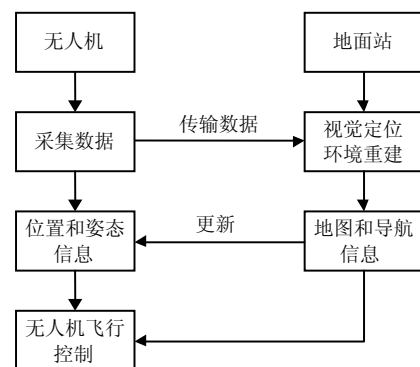 无人机
地面站
采集数据
传输数据
视觉定位
环境重建
位置和姿态
信息
更新
地图和导航
信息
无人机飞行
控制